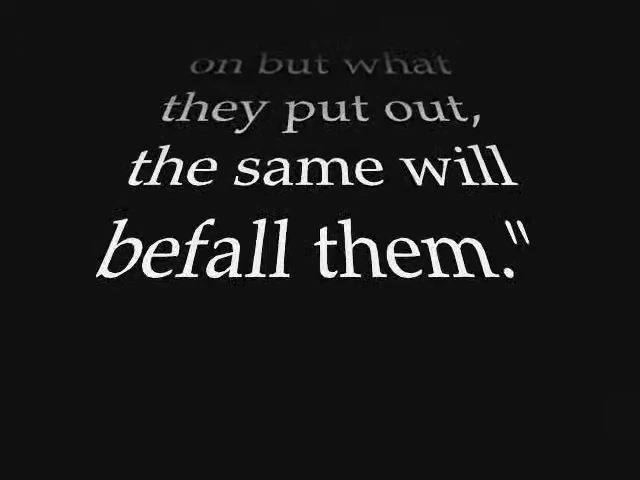 on but what
they put out,
the same will
befall them."